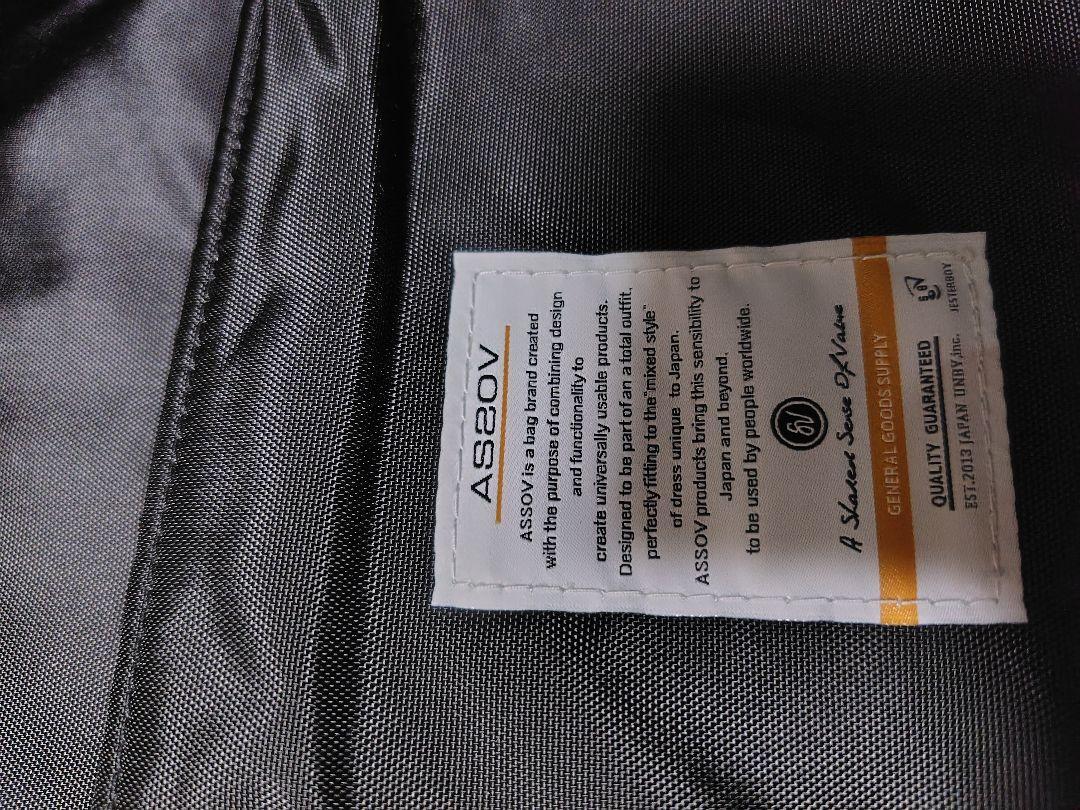 ASSOV
ASSOV is a bag brand created
with the purpose of combining design
and functionality to
create universally usable products.
Designed to be part of an a total outfit,
perfectly fitting to the "mixed style"
of dress unique to Japan.
ASSOV products bring this sensibility to
Japan and beyond.
to be used by people worldwide.
A Shared Sense Of Value
GENERAL GOODS SUPPLY
QUALITY GUARANTEED
EST.2013 JAPAN UNBY,inc.
JESTERBOY